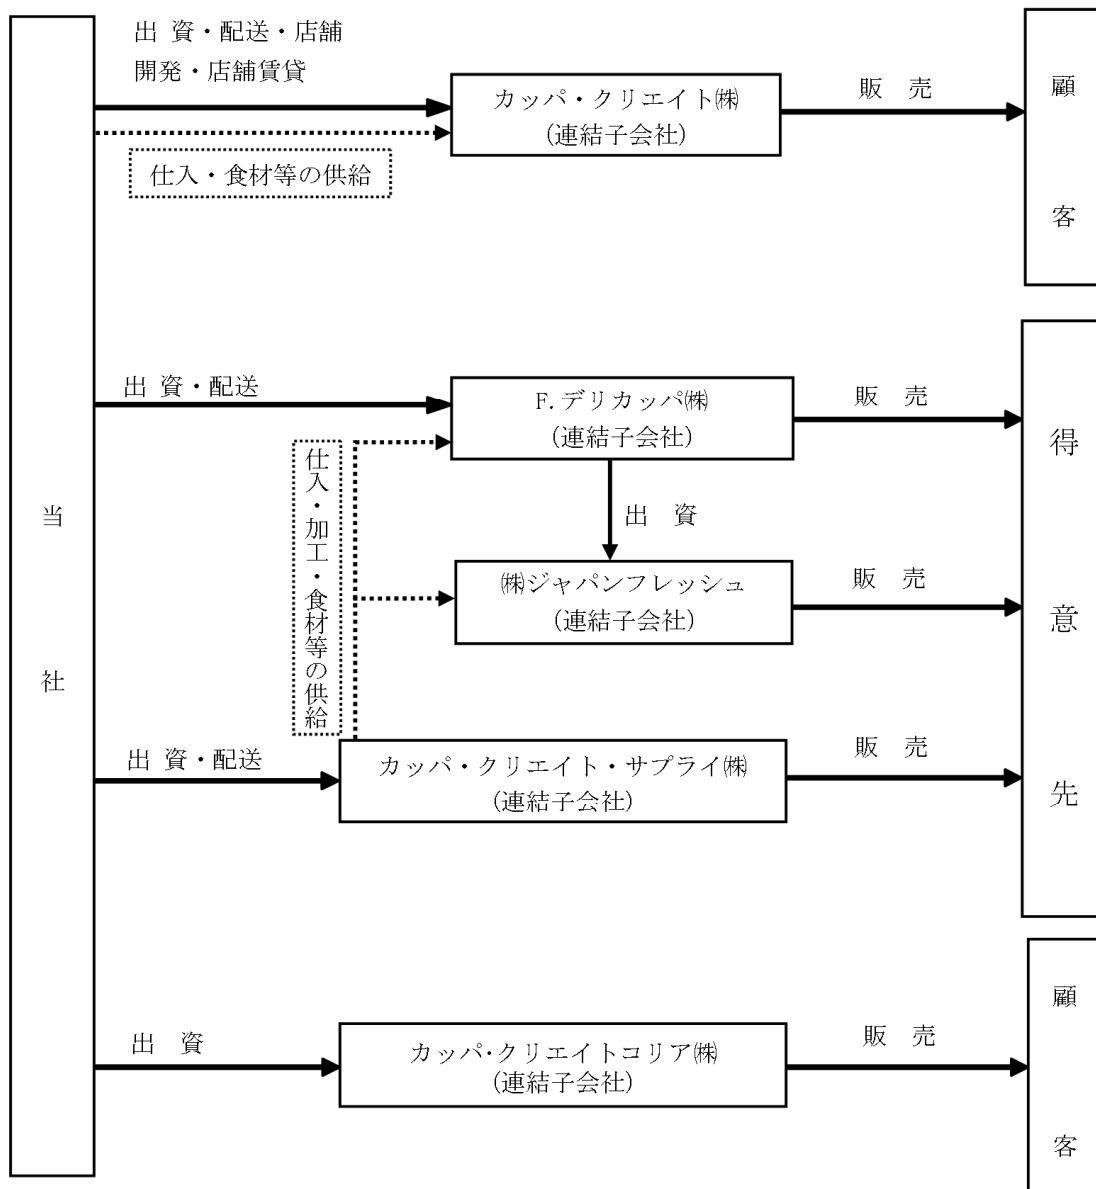 当社
出 資・配送・店舗
開発・店舗賃貸
カッパ・クリエイト㈱
(連結子会社)
販 売
顧客
仕入・食材等の供給
出 資・配送
F.デリカッパ㈱
(連結子会社)
販 売
得意先
仕入・加工・食材等の供給
出 資
㈱ジャパンフレッシュ
(連結子会社)
販 売
出 資・配送
カッパ・クリエイト・サプライ㈱
(連結子会社)
販 売
出 資
カッパ・クリエイトコリア㈱
(連結子会社)
販 売
顧客